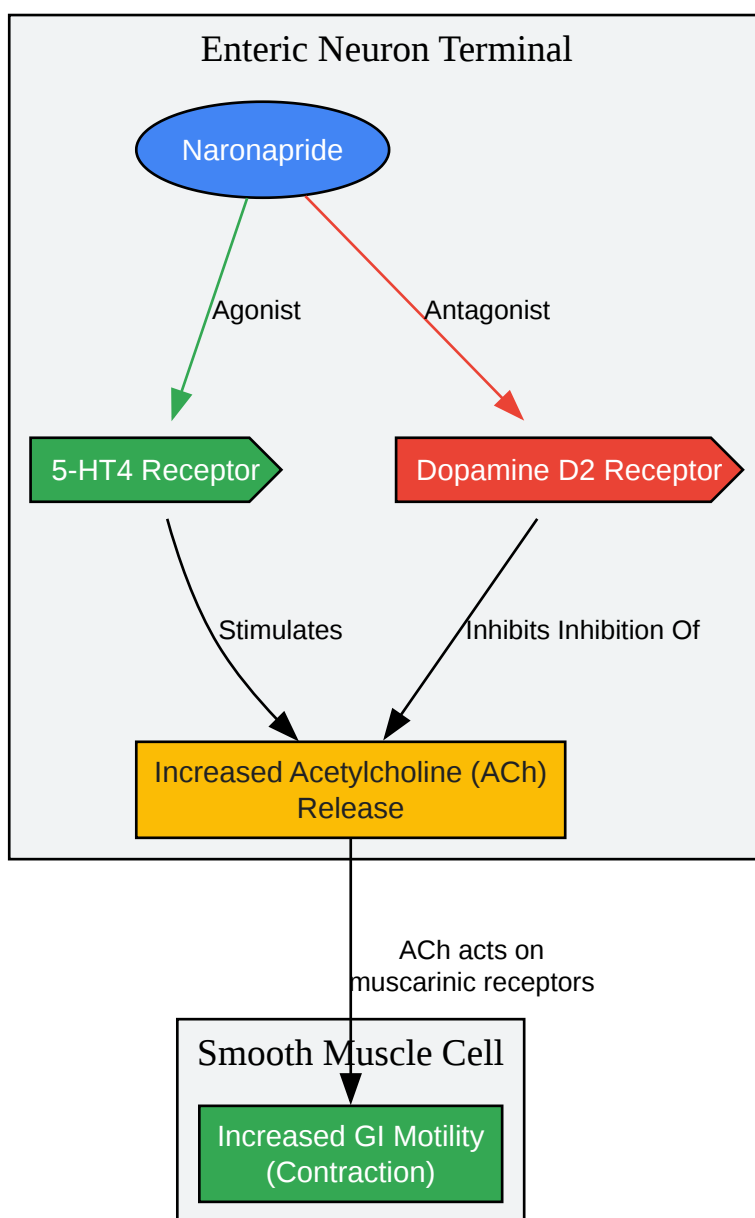 Enteric Neuron Terminal
Naronapride
Agonist
Antagonist
5-HT4 Receptor
Dopamine D2 Receptor
Stimulates
Inhibits Inhibition Of
Increased Acetylcholine (ACh)
Release
ACh acts on
muscarinic receptors
Smooth Muscle Cell
Increased GI Motility
(Contraction)